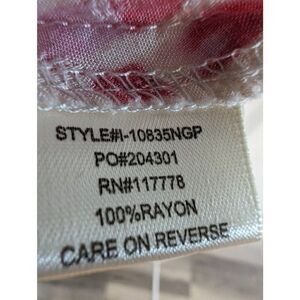 STYLE#I-10835NGP
PO#204301
RN#117778
100%RAYON
CARE ON REVERSE